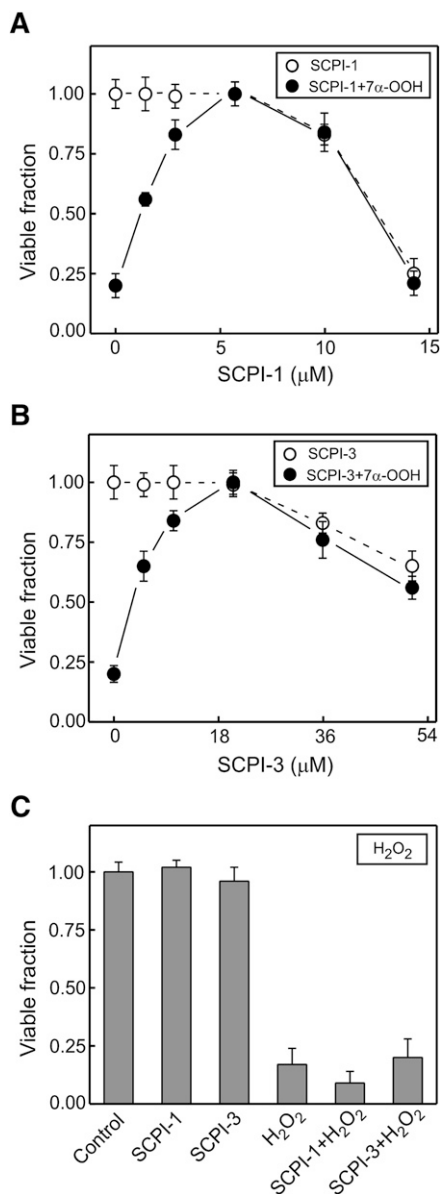 A
SCPI-1
SCPI-1+7α-OOH
1.00
0.75
0.50
0.25
0.00
Viable fraction
0 5 10 15
SCPI-1 (μM)
B
SCPI-3
SCPI-3+7α-OOH
1.00
0.75
0.50
0.25
0.00
Viable fraction
0 18 36 54
SCPI-3 (μM)
C
H₂O₂
1.00
0.75
0.50
0.25
0.00
Viable fraction
Control
SCPI-1
SCPI-3
H₂O₂
SCPI-1+H₂O₂
SCPI-3+H₂O₂